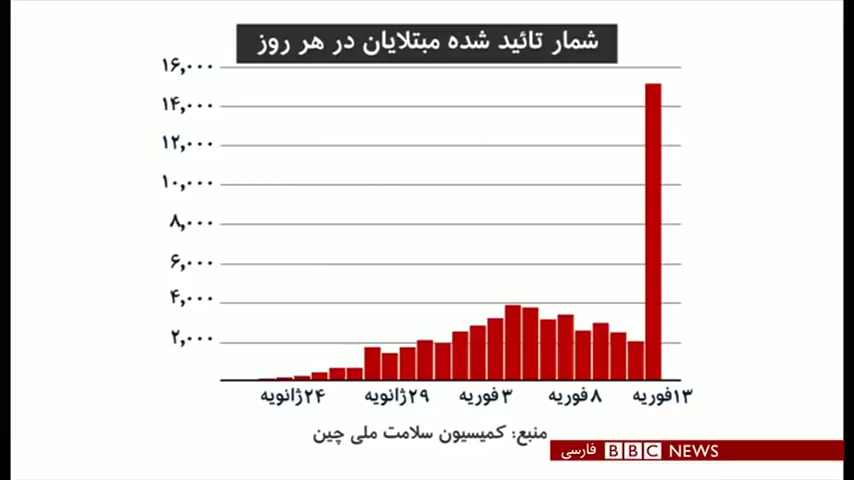 شمار تائید شده مبتلایان در هر روز
۱۶,۰۰۰
۱۴,۰۰۰
۱۲,۰۰۰
۱۰,۰۰۰
۸,۰۰۰
۶,۰۰۰
۴,۰۰۰
۲,۰۰۰
۲۴ژانویه
۲۹ژانویه
۳فوریه
۸فوریه
۱۳فوریه
منبع: کمیسیون سلامت ملی چین
فارسی BBC NEWS